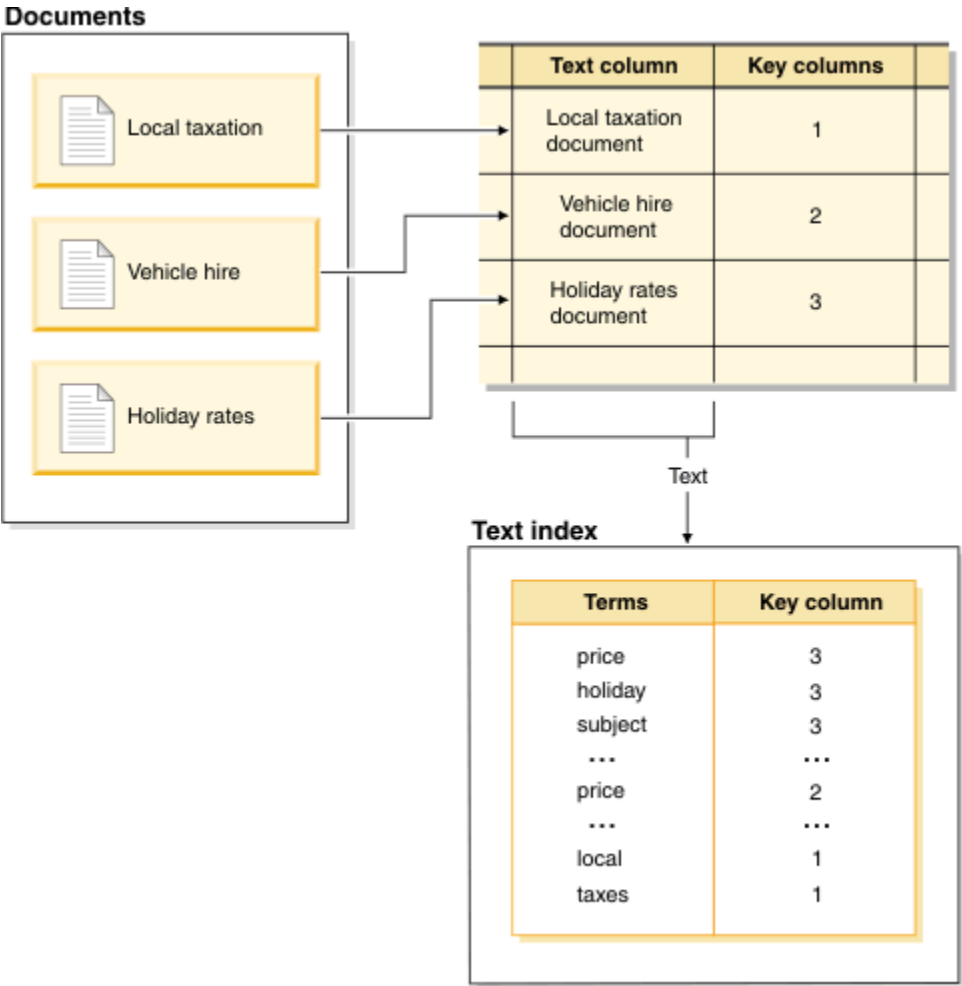 Documents
Local taxation
Vehicle hire
Holiday rates
Text column Key columns
Local taxation
document
1
Vehicle hire
document
2
Holiday rates
document
3
Text
Text index
Terms Key column
price 3
holiday 3
subject 3
... ...
price 2
... ...
local 1
taxes 1